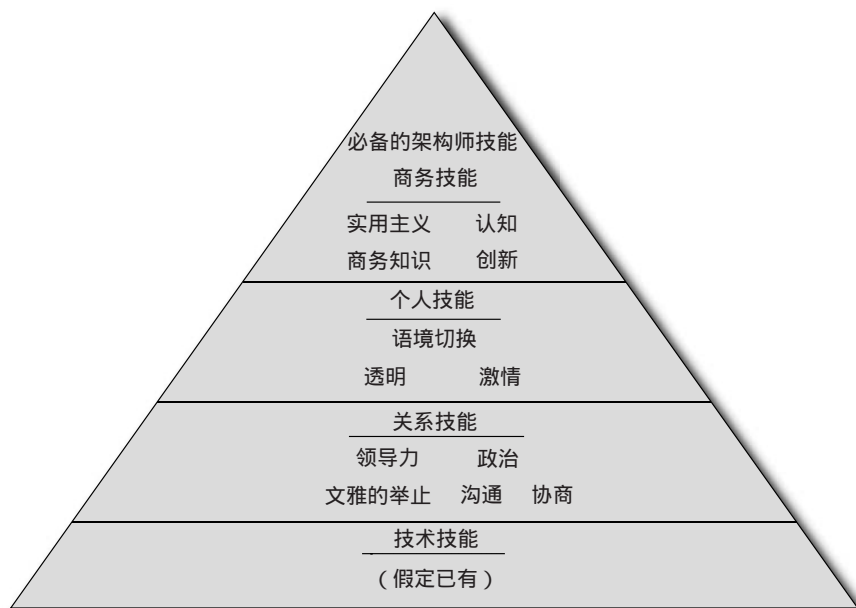 必备的架构师技能
商务技能
实用主义 认知
商务知识 创新
个人技能
语境切换
透明 激情
关系技能
领导力 政治
文雅的举止 沟通 协商
技术技能
（假定已有）